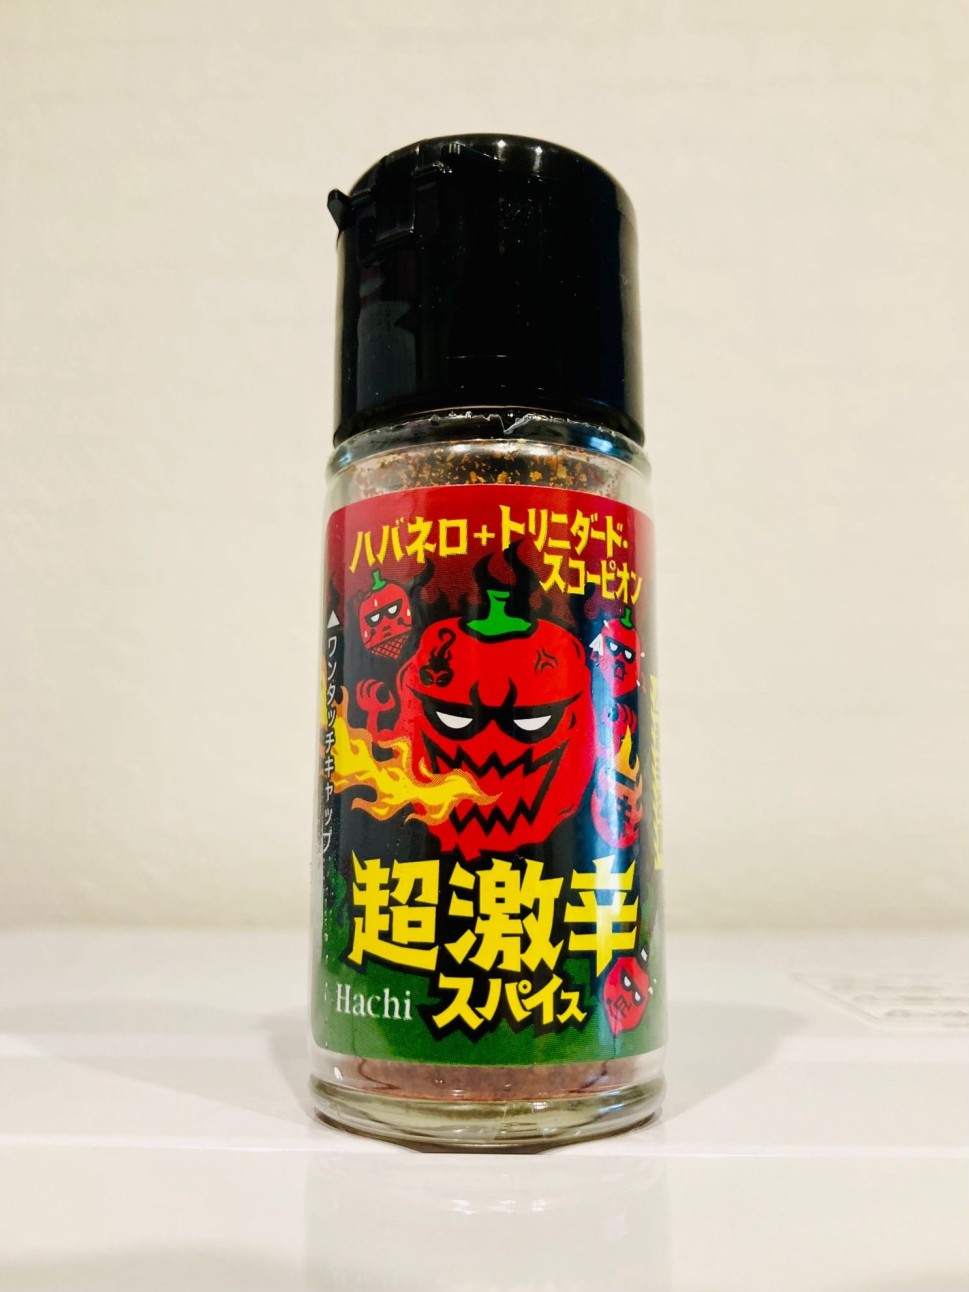 ハバネロ+トリニダード・
スコーピオン
▲ワンタッチキャップ
超激辛
スパイス
Hachi